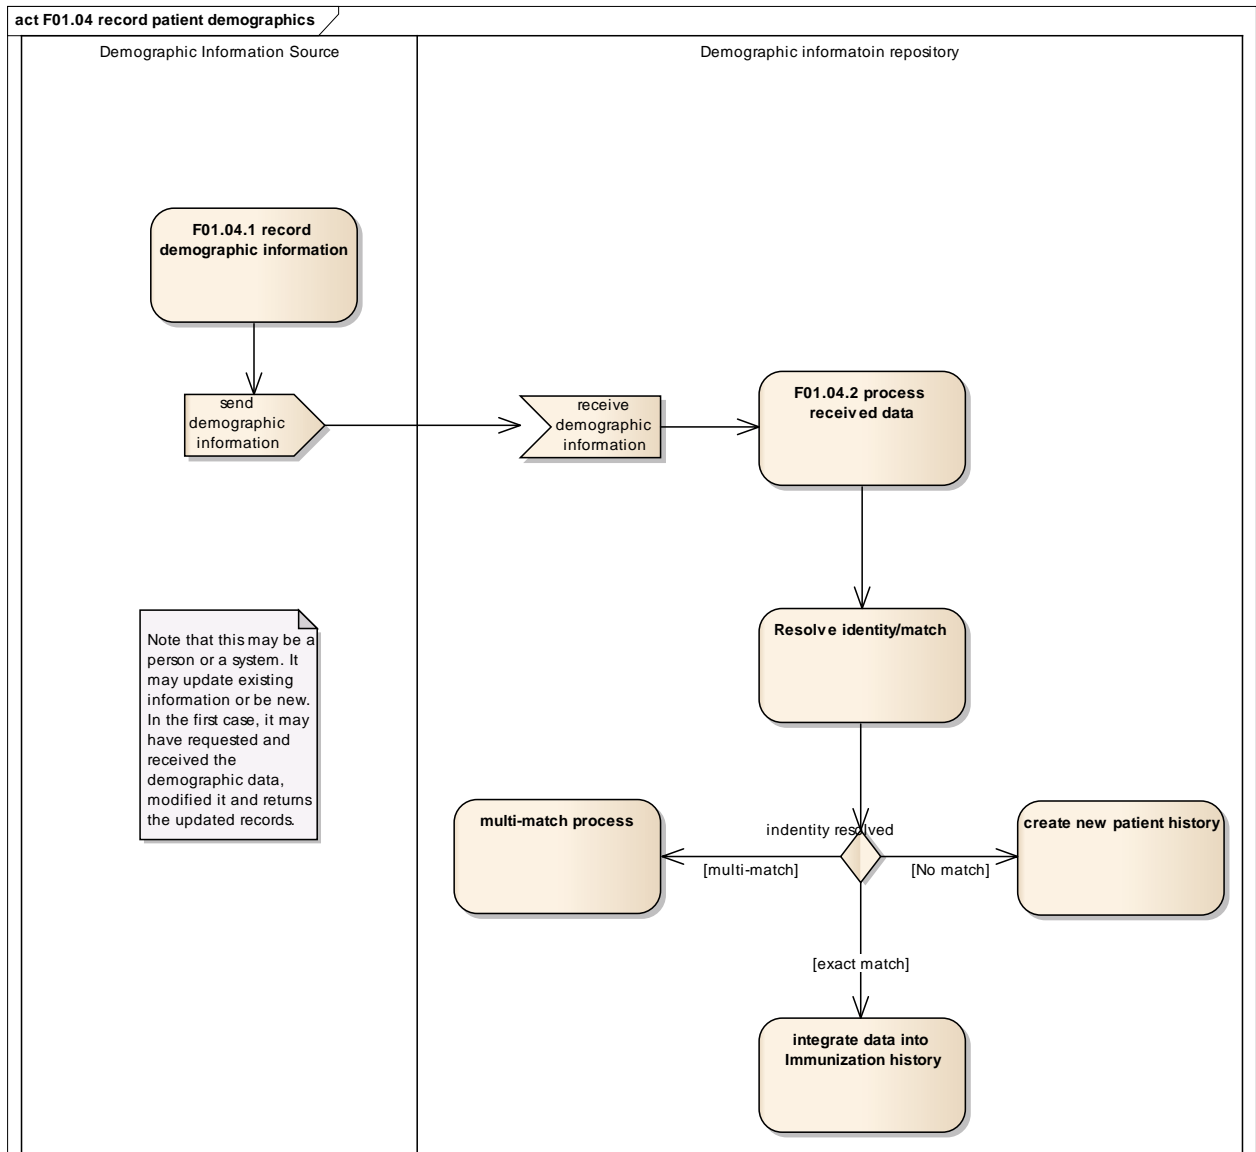 act F01.04 record patient demographics
Demographic Information Source
Demographic informatoin repository
F01.04.1 record
demographic information
send
demographic
information
receive
demographic
information
F01.04.2 process
received data
Note that this may be a
person or a system. It
may update existing
information or be new.
In the first case, it may
have requested and
received the
demographic data,
modified it and returns
the updated records.
Resolve identity/match
multi-match process
indentity resolved
create new patient history
[multi-match]
[No match]
[exact match]
integrate data into
Immunization history